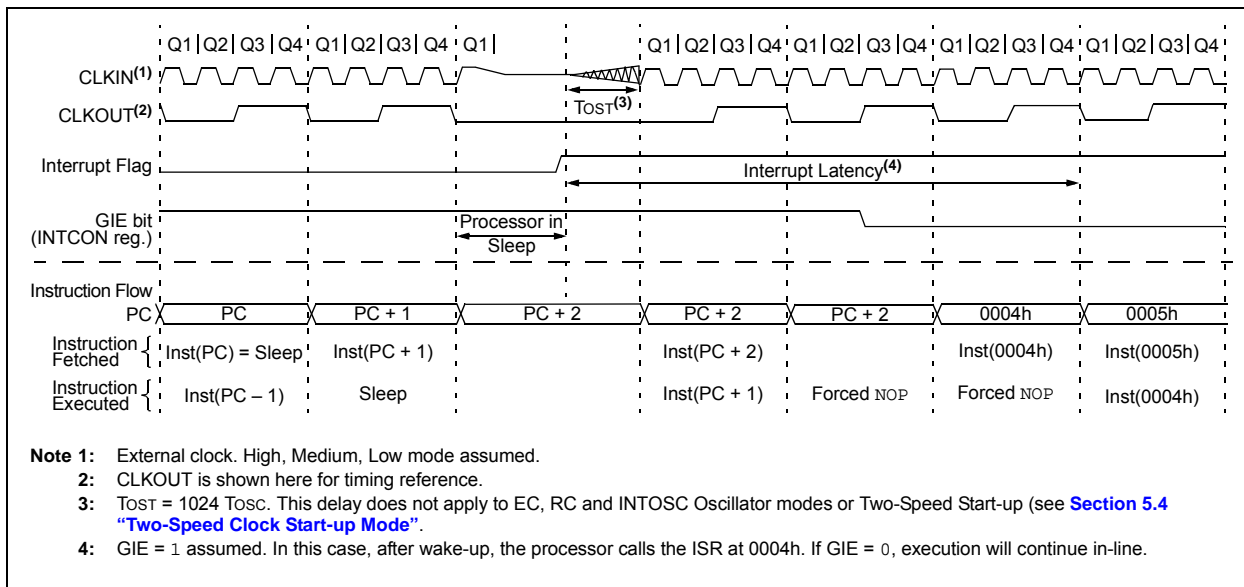 Q1 | Q2 | Q3 | Q4 Q1 | Q2 | Q3 | Q4 Q1 | Q1 | Q2 | Q3 | Q4 Q1 | Q2 | Q3 | Q4 Q1 | Q2 | Q3 | Q4 Q1 | Q2 | Q3 | Q4
CLKIN(1)
CLKOUT(2)
TOST(3)
Interrupt Flag
Interrupt Latency(4)
GIE bit
(INTCON reg.)
Processor in
Sleep
Instruction Flow
PC PC PC + 1 PC + 2 PC + 2 PC + 2 0004h 0005h
Instruction
Fetched { Inst(PC) = Sleep Inst(PC + 1) Inst(PC + 2) Inst(0004h) Inst(0005h)
Instruction
Executed { Inst(PC – 1) Sleep Inst(PC + 1) Forced NOP Forced NOP Inst(0004h)
Note 1: External clock. High, Medium, Low mode assumed.
2: CLKOUT is shown here for timing reference.
3: TOST = 1024 TOSC. This delay does not apply to EC, RC and INTOSC Oscillator modes or Two-Speed Start-up (see Section 5.4
"Two-Speed Clock Start-up Mode".
4: GIE = 1 assumed. In this case, after wake-up, the processor calls the ISR at 0004h. If GIE = 0, execution will continue in-line.